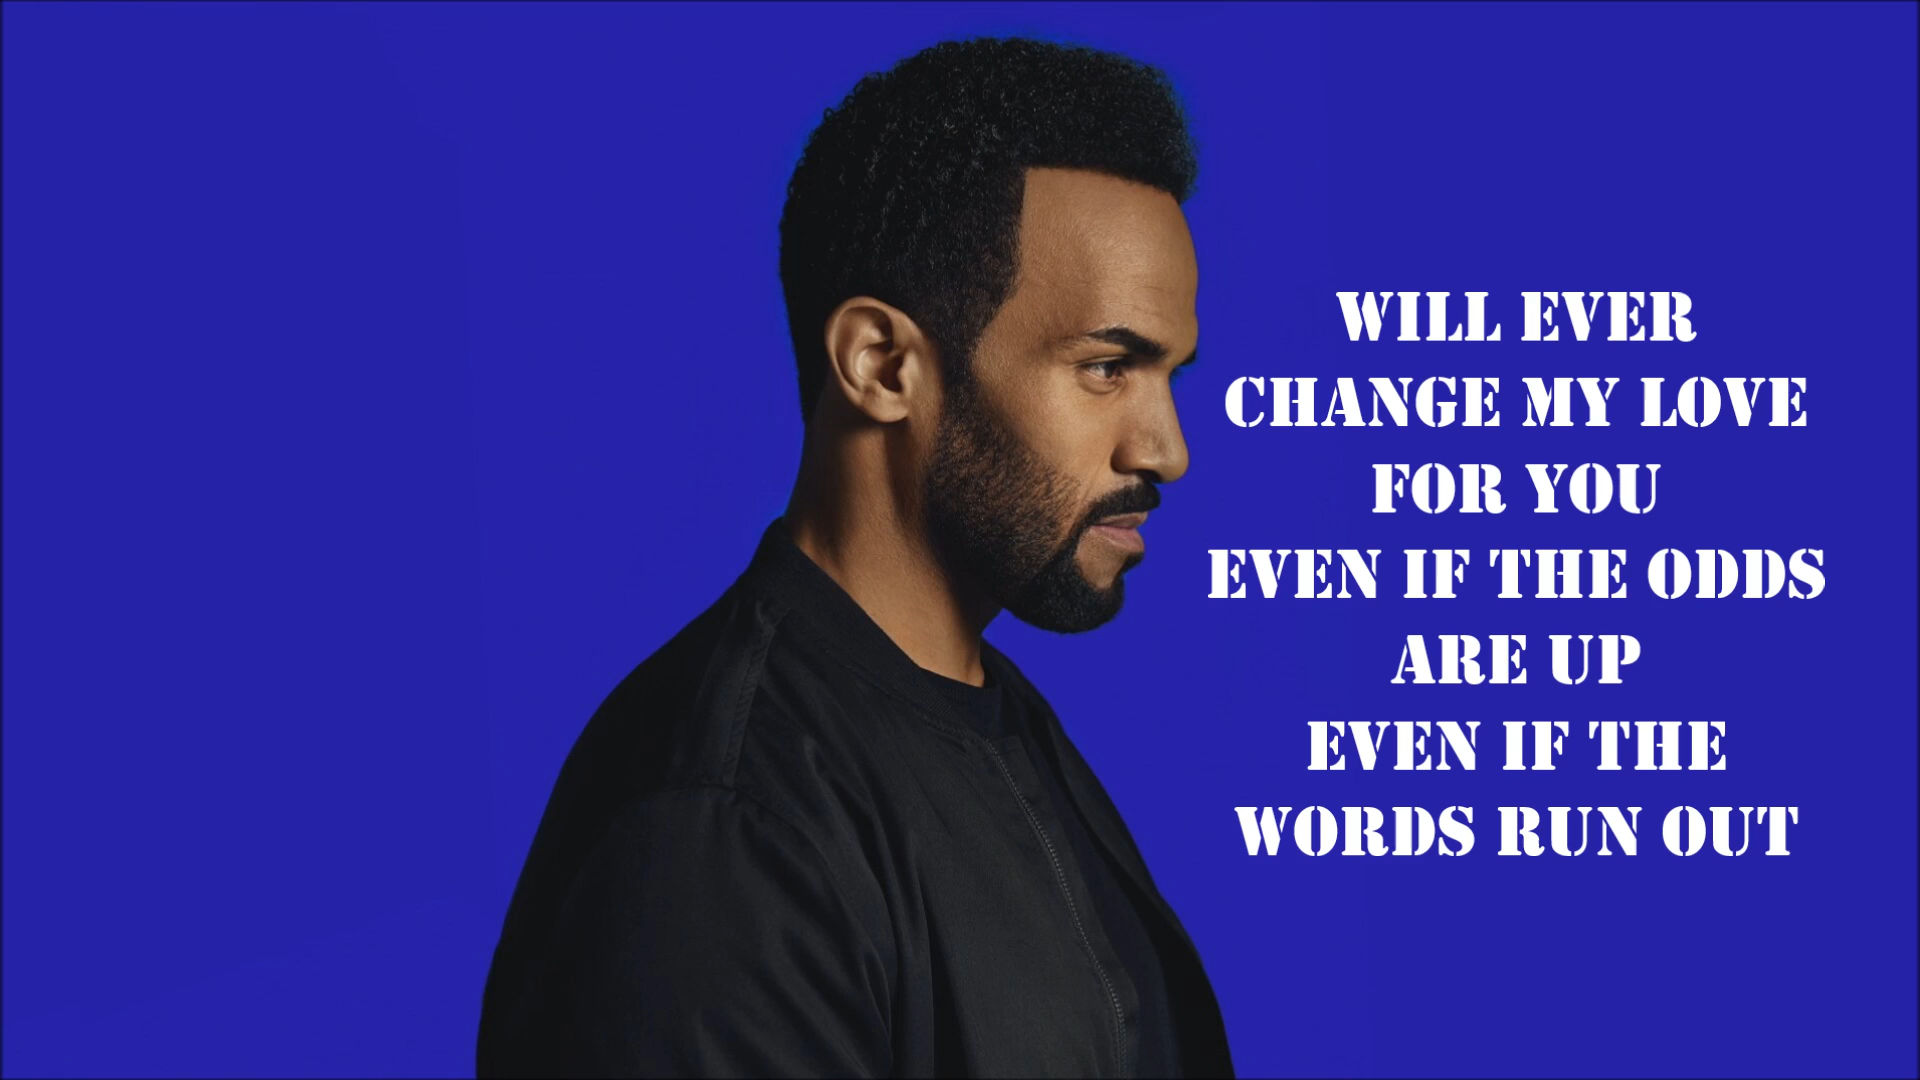 WILL EVER
CHANGE MY LOVE
FOR YOU
EVEN IF THE ODDS
ARE UP
EVEN IF THE
WORDS RUN OUT